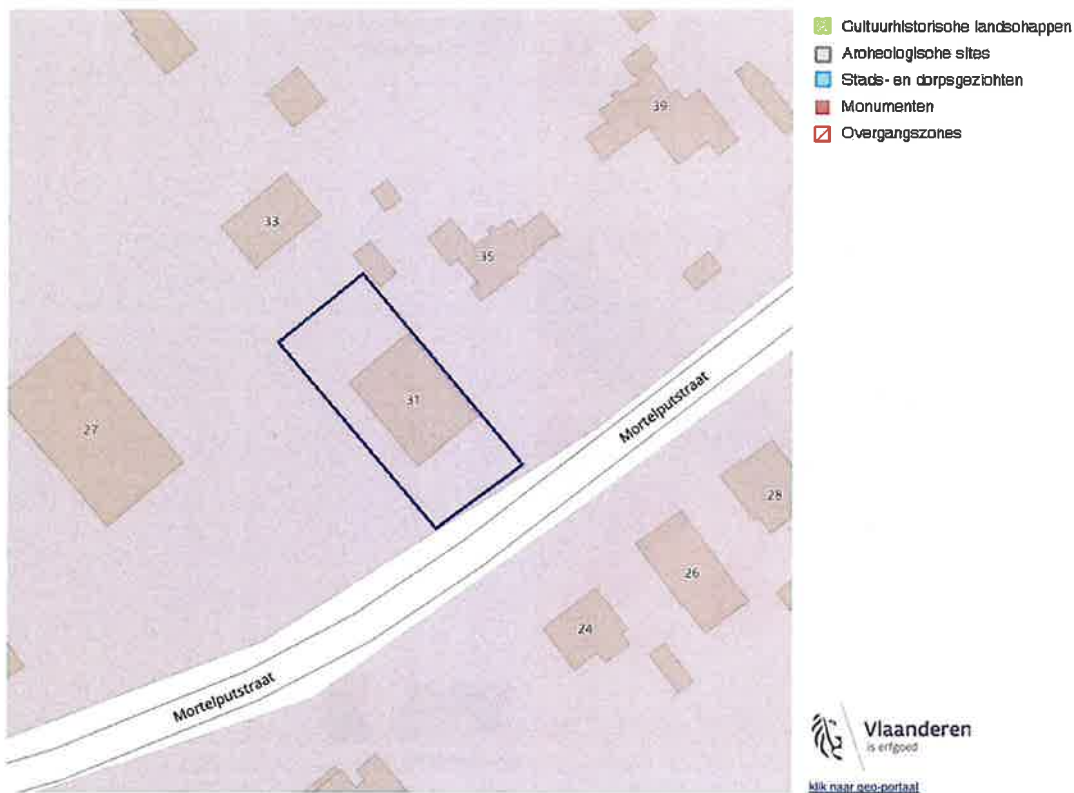 Cultuurhistorische landschappen
Archeologische sites
Stads- en dorpsgezichten
Monumenten
Overgangszones
39
33
35
31
27
Mortelputstraat
28
26
24
Mortelputstraat
Vlaanderen
is erfgoed
klik naar geo-portaal